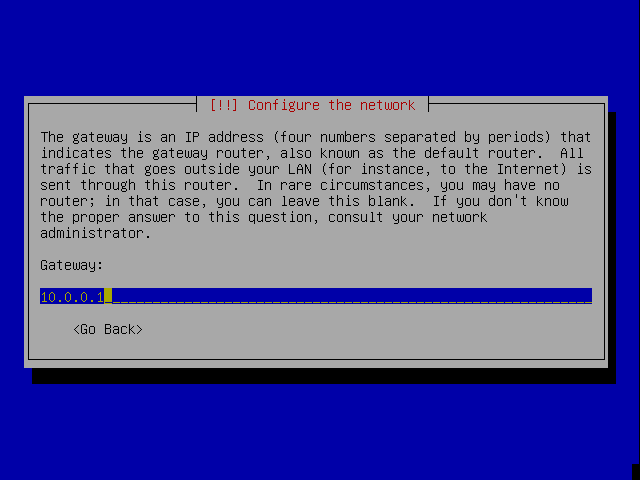 [!!] Configure the network
The gateway is an IP address (four numbers separated by periods) that
indicates the gateway router, also known as the default router.  All
traffic that goes outside your LAN (for instance, to the Internet) is
sent through this router.  In rare circumstances, you may have no
router; in that case, you can leave this blank.  If you don't know
the proper answer to this question, consult your network
administrator.
Gateway:
10.0.0.1
<Go Back>